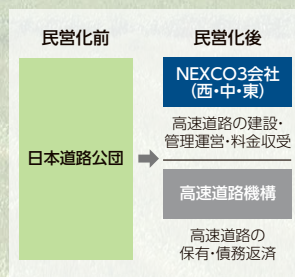 民営化前
民営化後
日本道路公団
NEXCO3会社
(西・中・東)
高速道路の建設・
管理運営・料金収受
高速道路機構
高速道路の
保有・債務返済